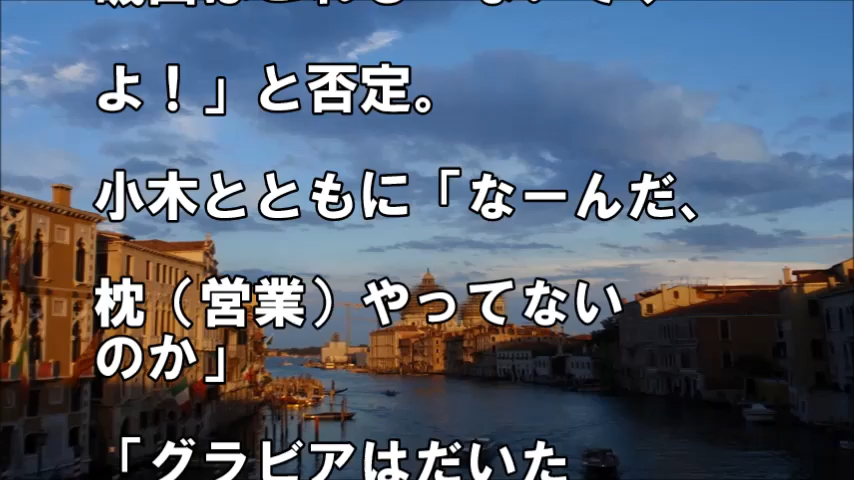 よ！」と否定。
小木とともに「なーんだ、
枕（営業）やってない
のか」
「グラビアはだいた